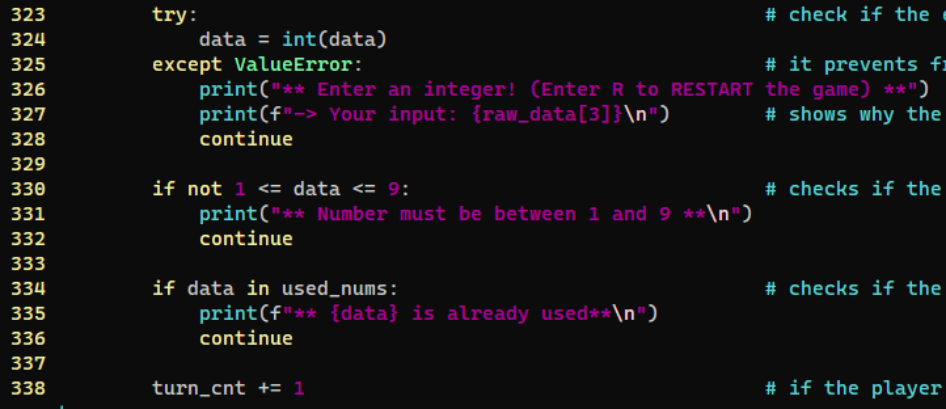 323 try: # check if the
324 data = int(data)
325 except ValueError: # it prevents
326 print("** Enter an integer! (Enter R to RESTART the game) **")
327 print(f"-> Your input: {raw_data[3]}\n") # shows why the
328 continue
329
330 if not 1 <= data <= 9: # checks if the
331 print("** Number must be between 1 and 9 **\n")
332 continue
333
334 if data in used_nums: # checks if the
335 print(f"** {data} is already used**\n")
336 continue
337
338 turn_cnt += 1 # if the player